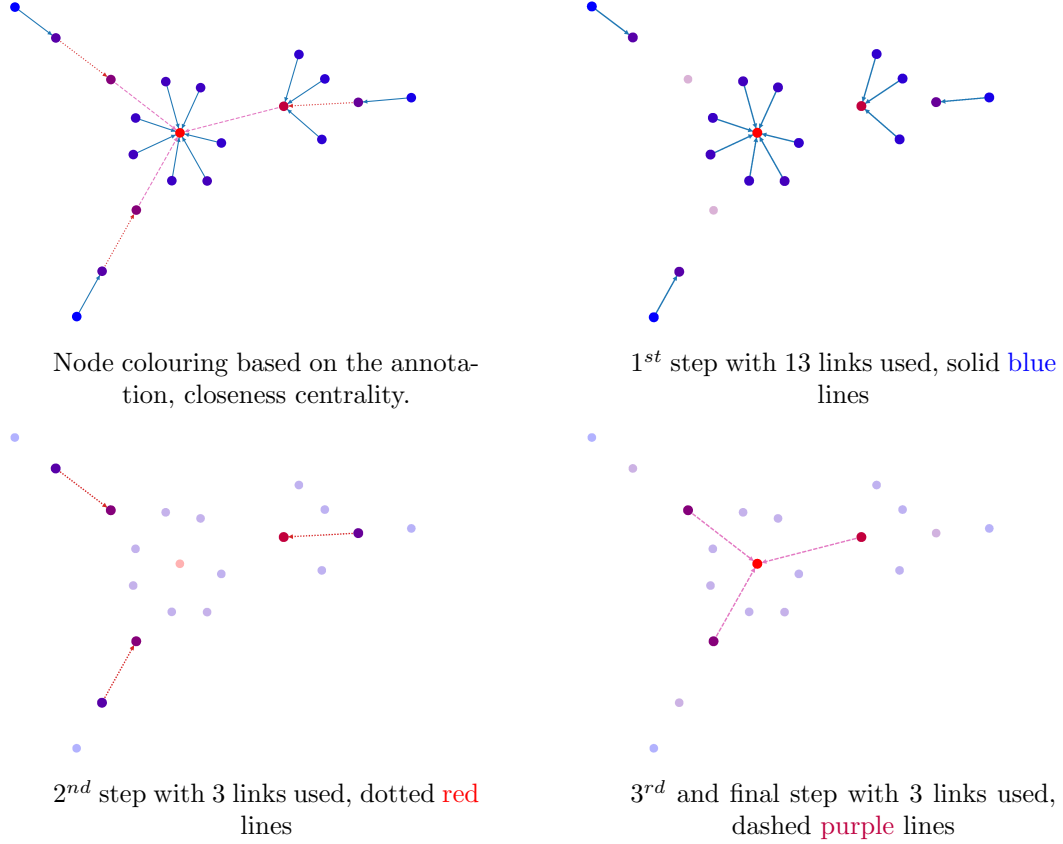 Node colouring based on the annota-
tion, closeness centrality.
1st step with 13 links used, solid blue
lines
2nd step with 3 links used, dotted red
lines
3rd and final step with 3 links used,
dashed purple lines